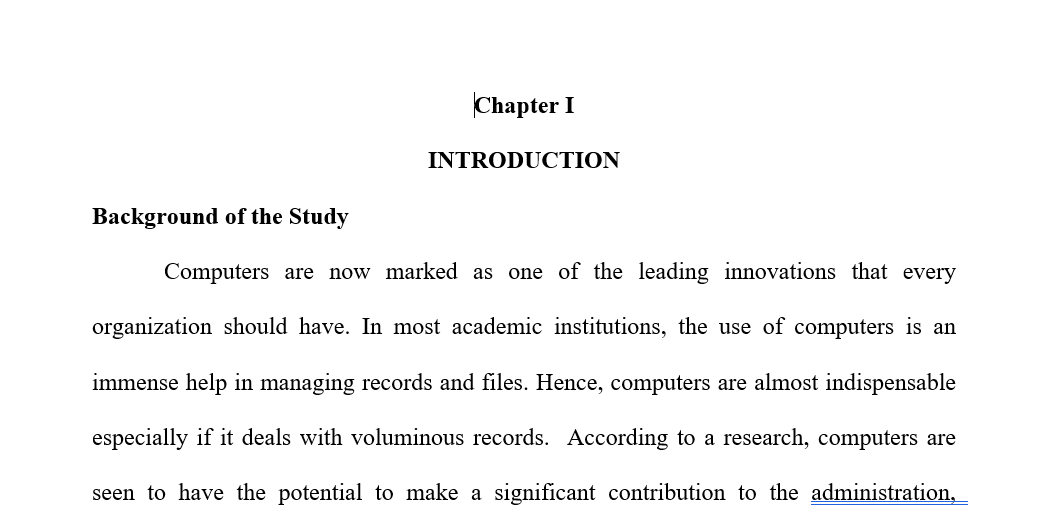 Chapter I
INTRODUCTION
Background of the Study
Computers are now marked as one of the leading innovations that every
organization should have. In most academic institutions, the use of computers is an
immense help in managing records and files. Hence, computers are almost indispensable
especially if it deals with voluminous records.  According to a research, computers are
seen to have the potential to make a significant contribution to the administration,